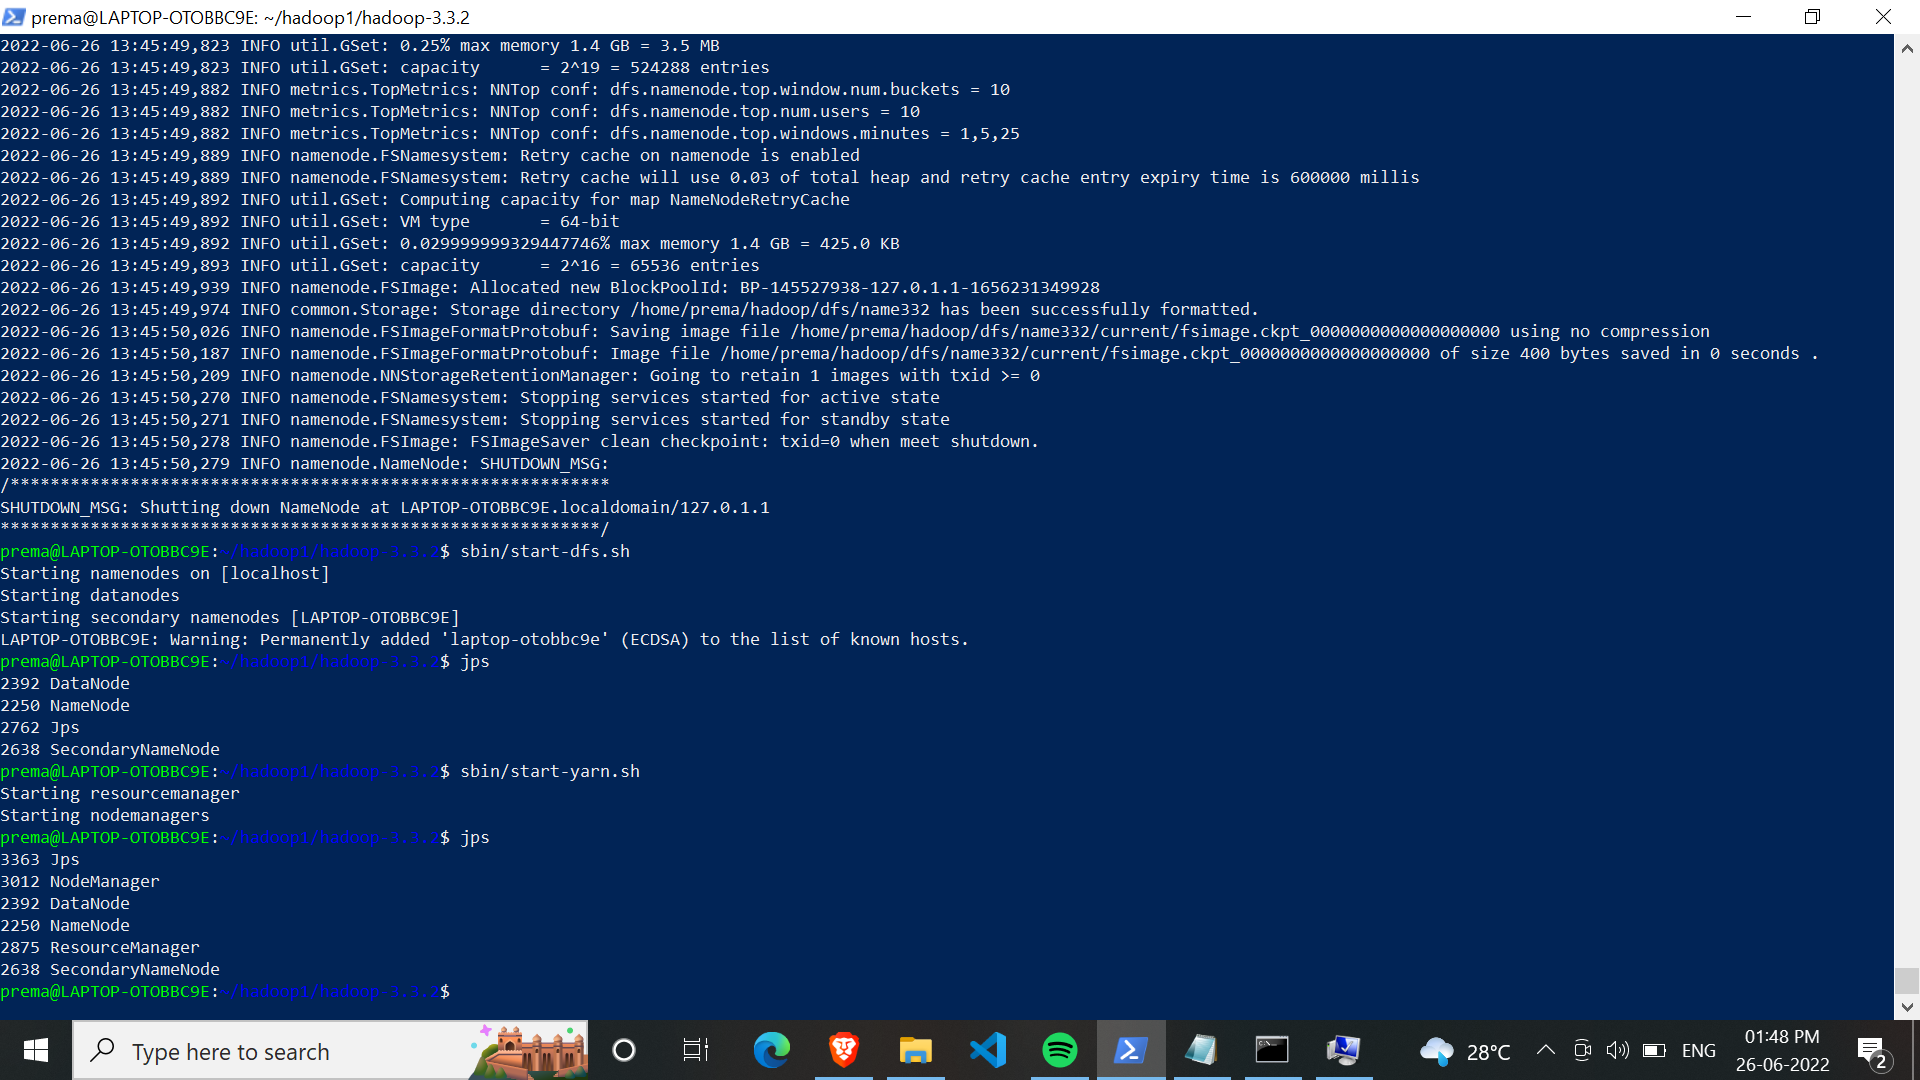 prema@LAPTOP-OTOBBC9E: ~/hadoop1/hadoop-3.3.2
2022-06-26 13:45:49,823 INFO util.GSet: 0.25% max memory 1.4 GB = 3.5 MB
2022-06-26 13:45:49,823 INFO util.GSet: capacity      = 2^19 = 524288 entries
2022-06-26 13:45:49,882 INFO metrics.TopMetrics: NNTop conf: dfs.namenode.top.window.num.buckets = 10
2022-06-26 13:45:49,882 INFO metrics.TopMetrics: NNTop conf: dfs.namenode.top.num.users = 10
2022-06-26 13:45:49,882 INFO metrics.TopMetrics: NNTop conf: dfs.namenode.top.windows.minutes = 1,5,25
2022-06-26 13:45:49,889 INFO namenode.FSNamesystem: Retry cache on namenode is enabled
2022-06-26 13:45:49,889 INFO namenode.FSNamesystem: Retry cache will use 0.03 of total heap and retry cache entry expiry time is 600000 millis
2022-06-26 13:45:49,892 INFO util.GSet: Computing capacity for map NameNodeRetryCache
2022-06-26 13:45:49,892 INFO util.GSet: VM type       = 64-bit
2022-06-26 13:45:49,892 INFO util.GSet: 0.029999999329447746% max memory 1.4 GB = 425.0 KB
2022-06-26 13:45:49,893 INFO util.GSet: capacity      = 2^16 = 65536 entries
2022-06-26 13:45:49,939 INFO namenode.FSImage: Allocated new BlockPoolId: BP-145527938-127.0.1.1-1656231349928
2022-06-26 13:45:49,974 INFO common.Storage: Storage directory /home/prema/hadoop/dfs/name332 has been successfully formatted.
2022-06-26 13:45:50,026 INFO namenode.FSImageFormatProtobuf: Saving image file /home/prema/hadoop/dfs/name332/current/fsimage.ckpt_0000000000000000000 using no compression
2022-06-26 13:45:50,187 INFO namenode.FSImageFormatProtobuf: Image file /home/prema/hadoop/dfs/name332/current/fsimage.ckpt_0000000000000000000 of size 400 bytes saved in 0 seconds .
2022-06-26 13:45:50,209 INFO namenode.NNStorageRetentionManager: Going to retain 1 images with txid >= 0
2022-06-26 13:45:50,270 INFO namenode.FSNamesystem: Stopping services started for active state
2022-06-26 13:45:50,271 INFO namenode.FSNamesystem: Stopping services started for standby state
2022-06-26 13:45:50,278 INFO namenode.FSImage: FSImageSaver clean checkpoint: txid=0 when meet shutdown.
2022-06-26 13:45:50,279 INFO namenode.NameNode: SHUTDOWN_MSG:
/************************************************************
SHUTDOWN_MSG: Shutting down NameNode at LAPTOP-OTOBBC9E.localdomain/127.0.1.1
************************************************************/
prema@LAPTOP-OTOBBC9E:~/hadoop1/hadoop-3.3.2$ sbin/start-dfs.sh
Starting namenodes on [localhost]
Starting datanodes
Starting secondary namenodes [LAPTOP-OTOBBC9E]
LAPTOP-OTOBBC9E: Warning: Permanently added 'laptop-otobbc9e' (ECDSA) to the list of known hosts.
prema@LAPTOP-OTOBBC9E:~/hadoop1/hadoop-3.3.2$ jps
2392 DataNode
2250 NameNode
2762 Jps
2638 SecondaryNameNode
prema@LAPTOP-OTOBBC9E:~/hadoop1/hadoop-3.3.2$ sbin/start-yarn.sh
Starting resourcemanager
Starting nodemanagers
prema@LAPTOP-OTOBBC9E:~/hadoop1/hadoop-3.3.2$ jps
3363 Jps
3012 NodeManager
2392 DataNode
2250 NameNode
2875 ResourceManager
2638 SecondaryNameNode
prema@LAPTOP-OTOBBC9E:~/hadoop1/hadoop-3.3.2$
Type here to search
28°C
ENG
01:48 PM
26-06-2022
2